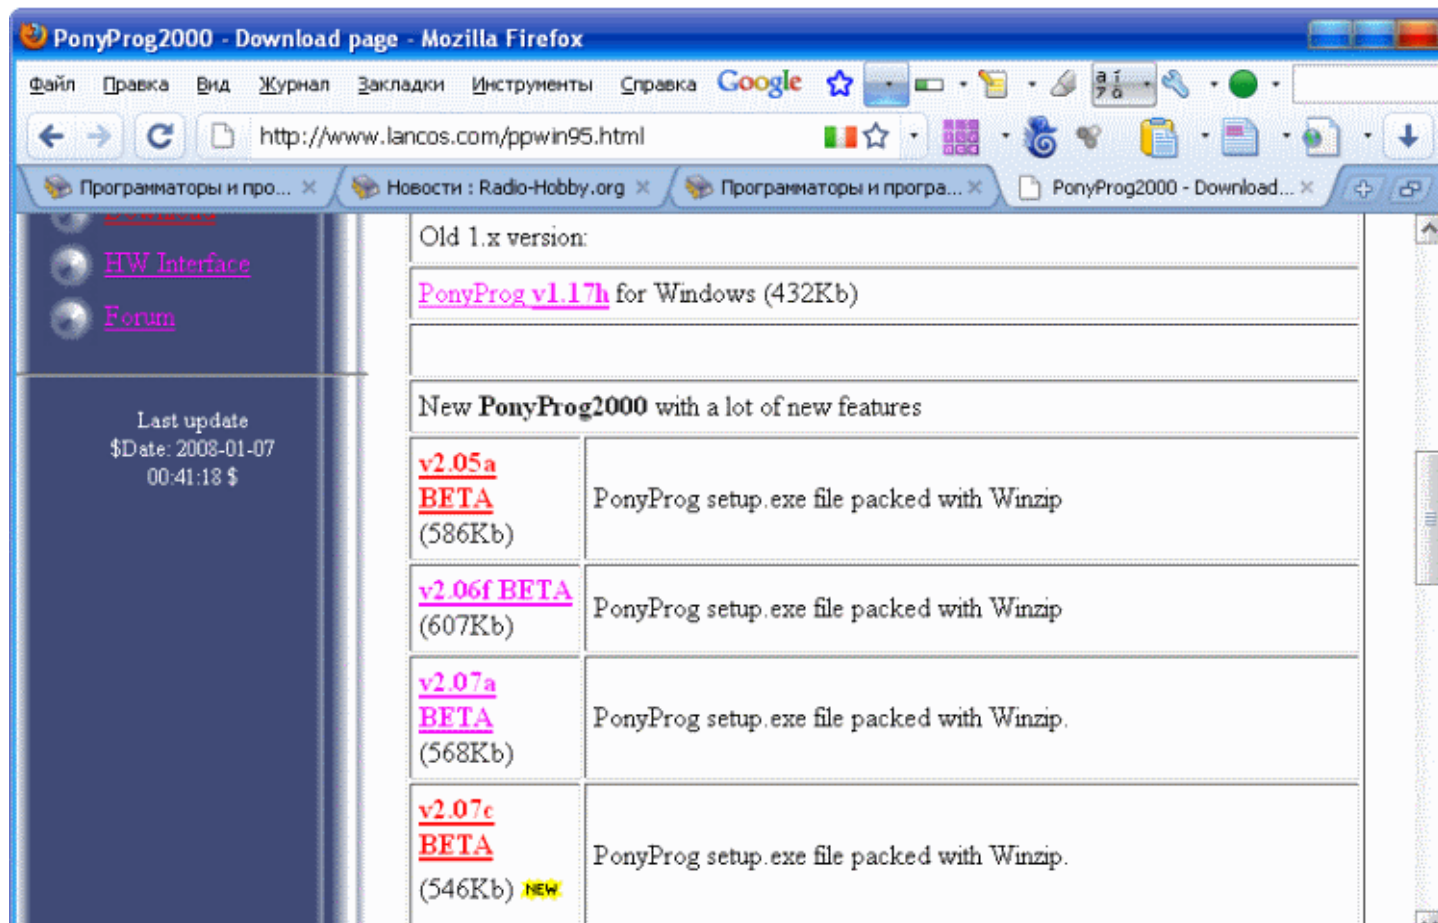 PonyProg2000 - Download page - Mozilla Firefox
Файл Правка Вид Журнал Закладки Инструменты Справка Google
http://www.lancos.com/ppwin95.html
Программаторы и про... Новости : Radio-Hobby.org Программаторы и програ... PonyProg2000 - Download...
Download
HW Interface
Forum
Last update
$Date: 2008-01-07
00:41:18 $
Old 1.x version:
PonyProg v1.17h for Windows (432Kb)
New PonyProg2000 with a lot of new features
v2.05a
BETA
(586Kb)
PonyProg setup.exe file packed with Winzip
v2.06f BETA
(607Kb)
PonyProg setup.exe file packed with Winzip
v2.07a
BETA
(568Kb)
PonyProg setup.exe file packed with Winzip.
v2.07c
BETA
(546Kb) NEW
PonyProg setup.exe file packed with Winzip.